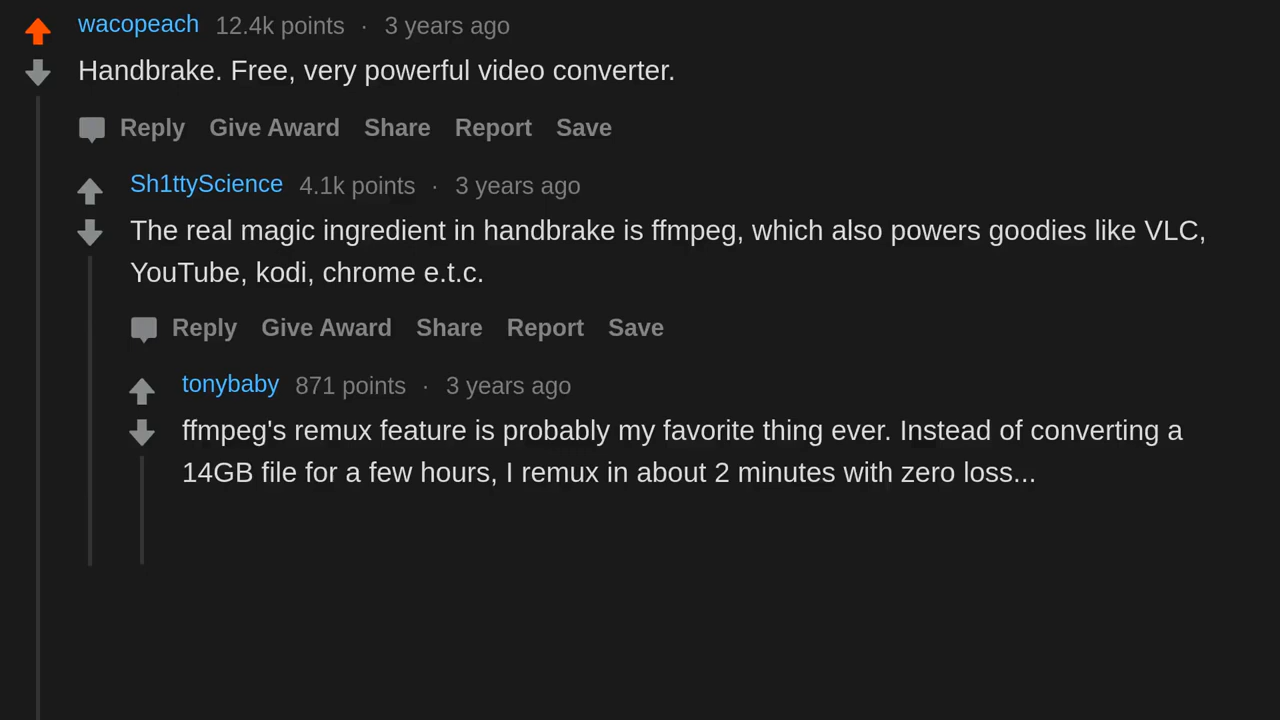 wacopeach 12.4k points · 3 years ago
Handbrake. Free, very powerful video converter.
Reply Give Award Share Report Save
Sh1ttyScience 4.1k points · 3 years ago
The real magic ingredient in handbrake is ffmpeg, which also powers goodies like VLC,
YouTube, kodi, chrome e.t.c.
Reply Give Award Share Report Save
tonybaby 871 points · 3 years ago
ffmpeg's remux feature is probably my favorite thing ever. Instead of converting a
14GB file for a few hours, I remux in about 2 minutes with zero loss...